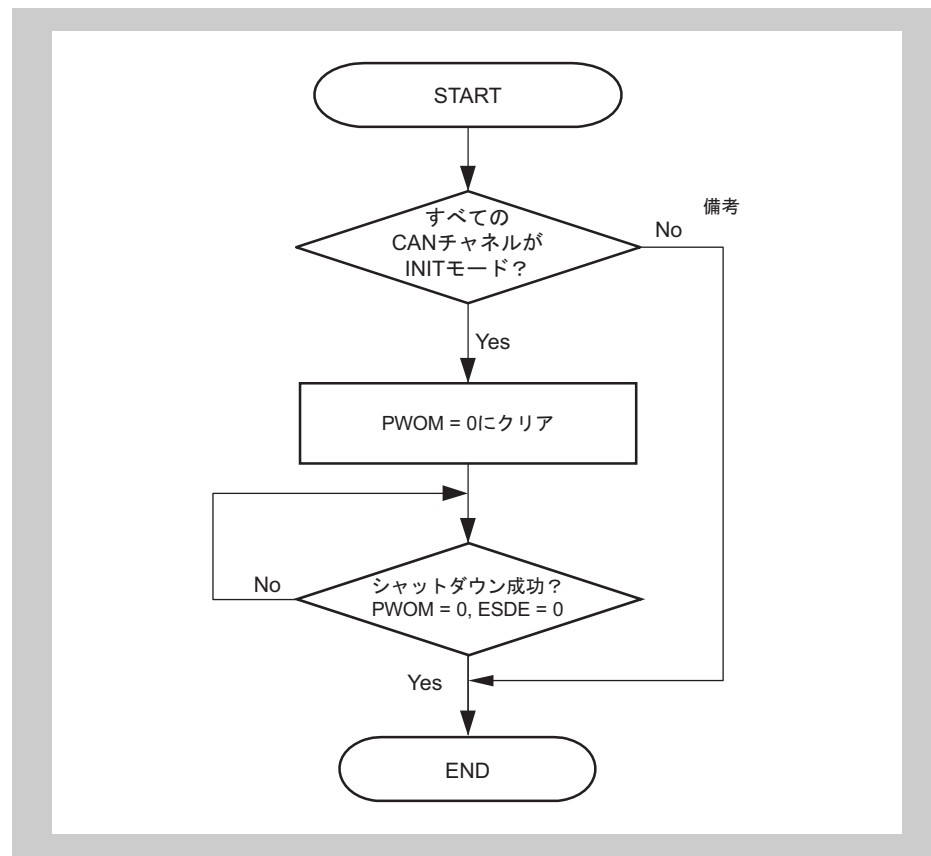 START
すべての
CANチャネルが
INITモード？
備考
No
Yes
PWOM = 0にクリア
No
シャットダウン成功？
PWOM = 0, ESDE = 0
Yes
END